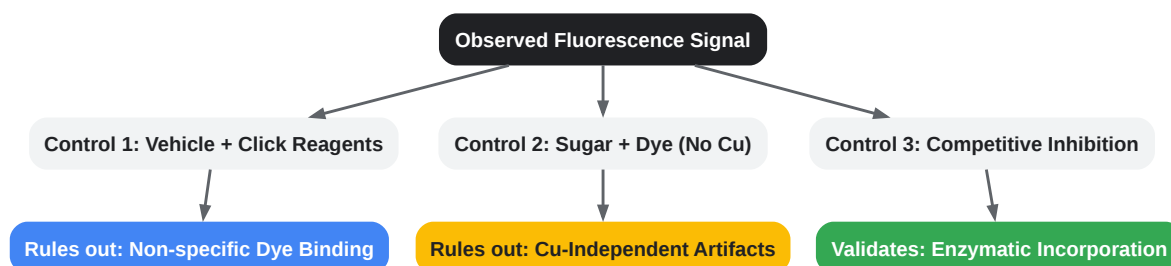 Observed Fluorescence Signal
Control 1: Vehicle + Click Reagents
Control 2: Sugar + Dye (No Cu)
Control 3: Competitive Inhibition
Rules out: Non-specific Dye Binding
Rules out: Cu-Independent Artifacts
Validates: Enzymatic Incorporation